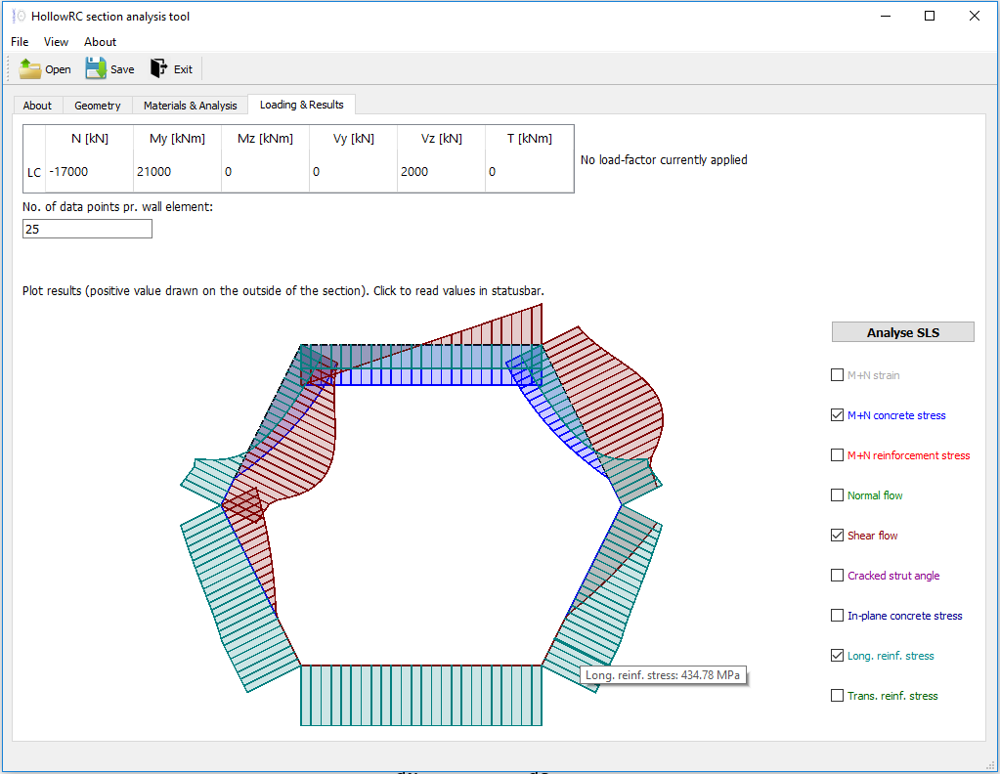 HollowRC section analysis tool
File View About
Open Save Exit
About Geometry Materials & Analysis Loading & Results
N [kN] My [kNm] Mz [kNm] Vy [kN] Vz [kN] T [kNm]
LC -17000 21000 0 0 2000 0
No load-factor currently applied
No. of data points pr. wall element:
25
Plot results (positive value drawn on the outside of the section). Click to read values in statusbar.
Analyse SLS
M+N strain
M+N concrete stress
M+N reinforcement stress
Normal flow
Shear flow
Cracked strut angle
In-plane concrete stress
Long. reinf. stress
Long. reinf. stress: 434.78 MPa
Trans. reinf. stress